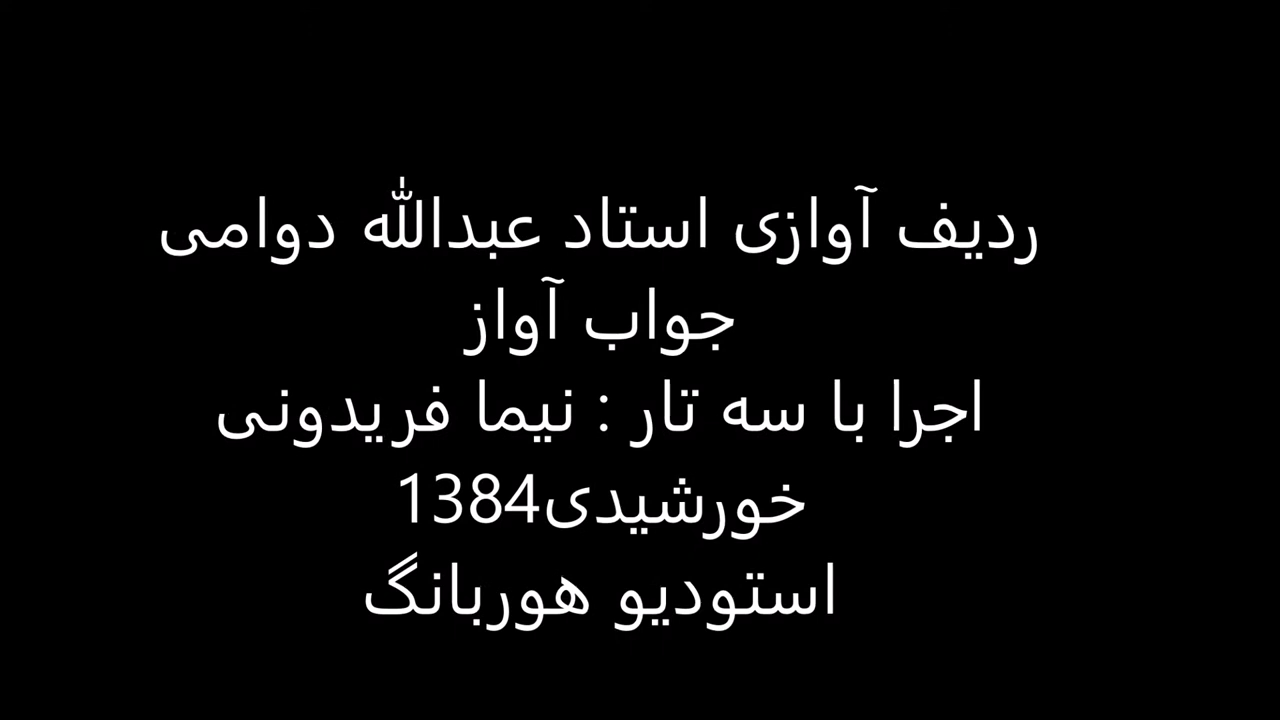 ردیف آوازی استاد عبدالله دوامی
جواب آواز
اجرا با سه تار : نیما فریدونی
خورشیدی1384
استودیو هوربانگ